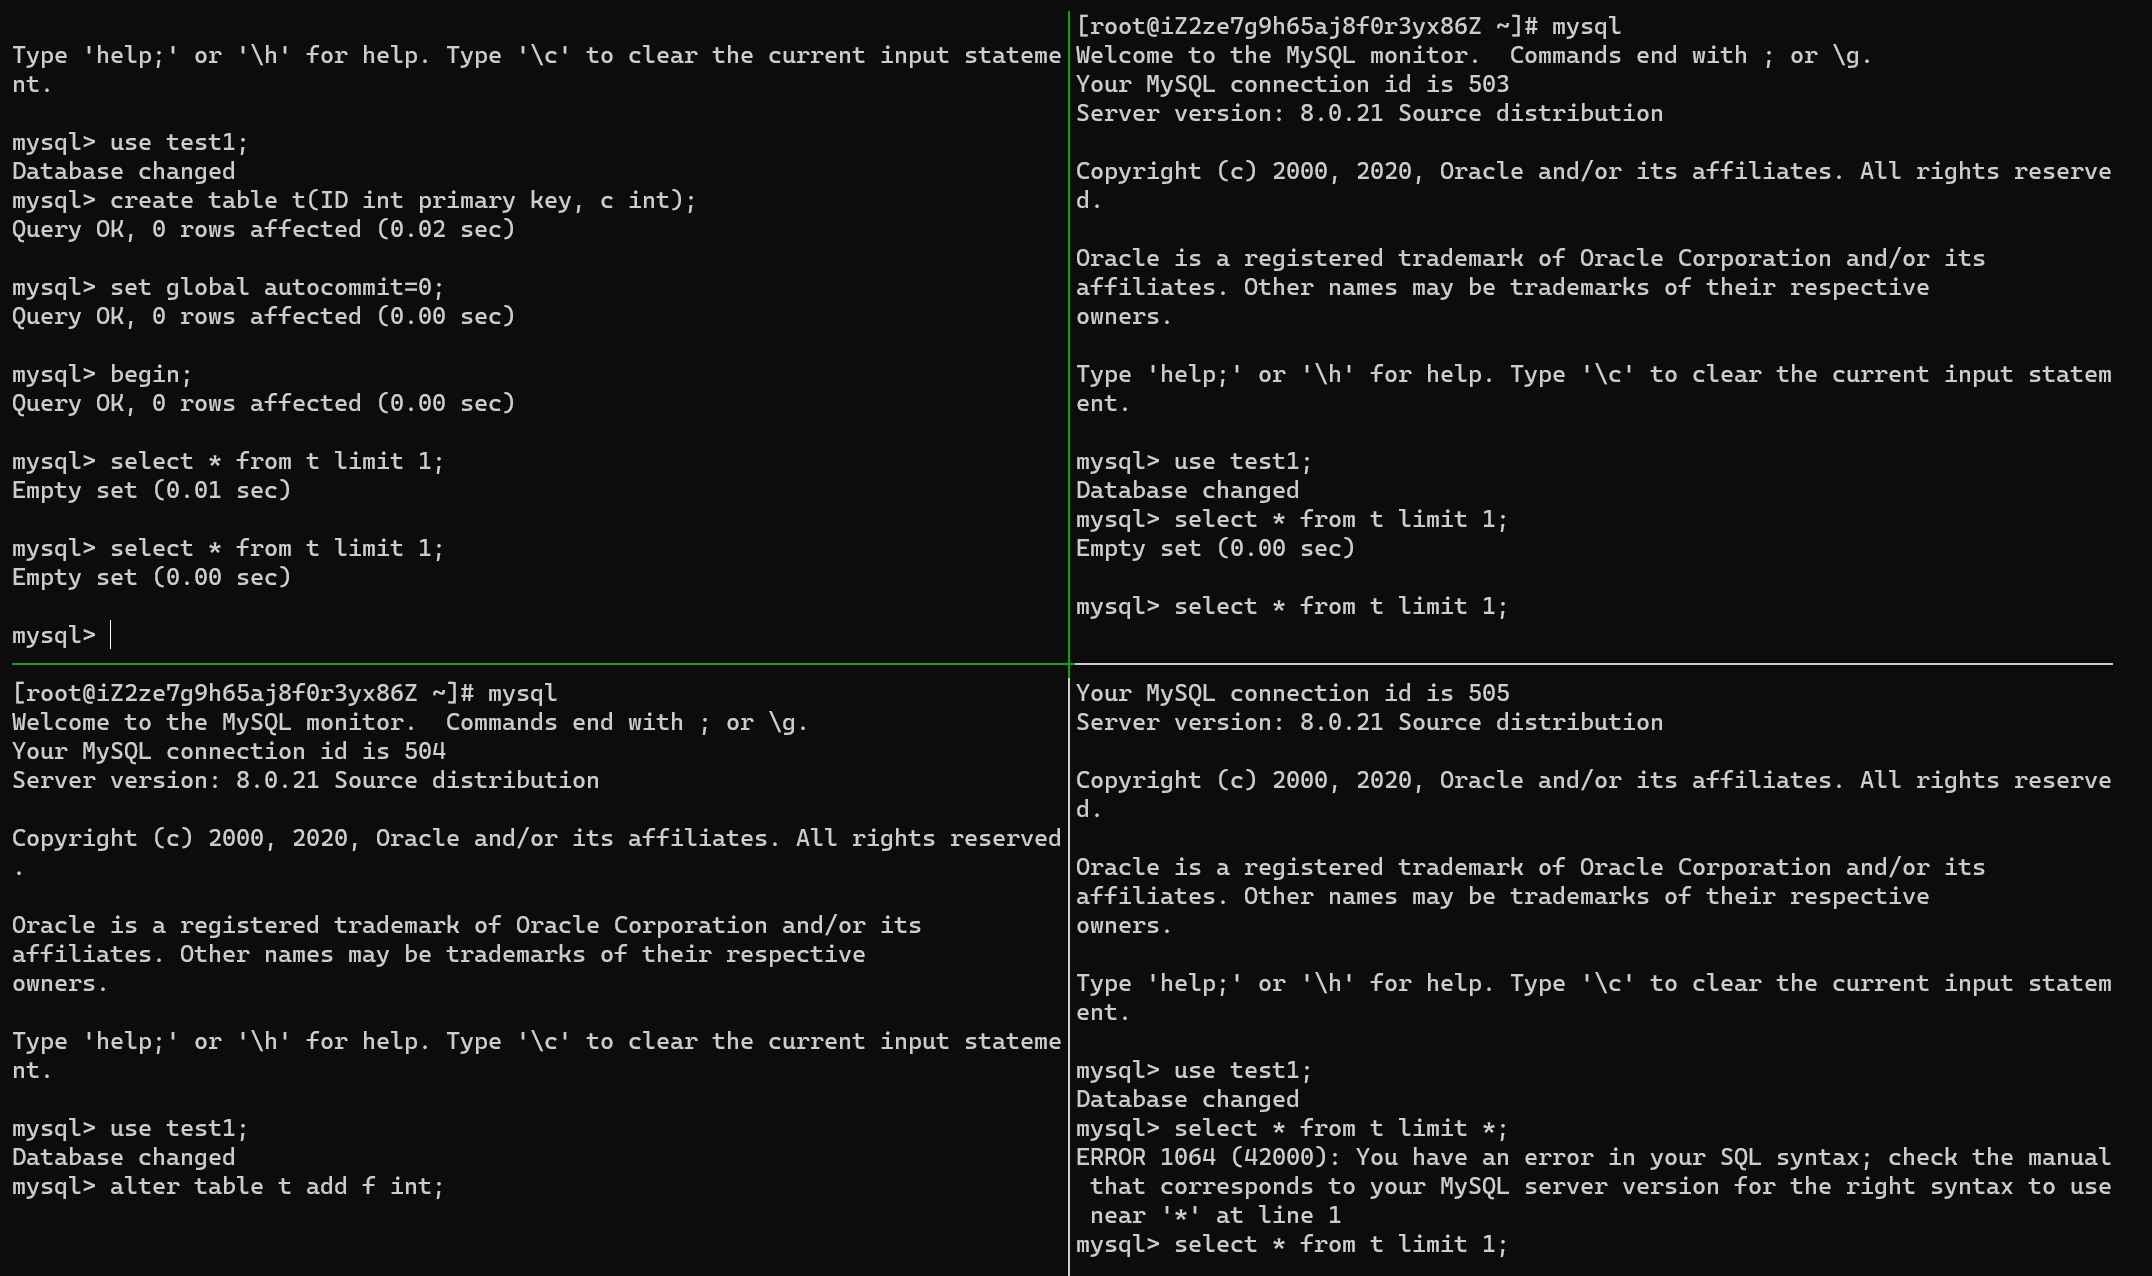 Type 'help;' or '\h' for help. Type '\c' to clear the current input stateme
nt.
mysql> use test1;
Database changed
mysql> create table t(ID int primary key, c int);
Query OK, 0 rows affected (0.02 sec)
mysql> set global autocommit=0;
Query OK, 0 rows affected (0.00 sec)
mysql> begin;
Query OK, 0 rows affected (0.00 sec)
mysql> select * from t limit 1;
Empty set (0.01 sec)
mysql> select * from t limit 1;
Empty set (0.00 sec)
mysql>
[root@iZ2ze7g9h65aj8f0r3yx86Z ~]# mysql
Welcome to the MySQL monitor.  Commands end with ; or \g.
Your MySQL connection id is 503
Server version: 8.0.21 Source distribution
Copyright (c) 2000, 2020, Oracle and/or its affiliates. All rights reserve
d.
Oracle is a registered trademark of Oracle Corporation and/or its
affiliates. Other names may be trademarks of their respective
owners.
Type 'help;' or '\h' for help. Type '\c' to clear the current input statem
ent.
mysql> use test1;
Database changed
mysql> select * from t limit 1;
Empty set (0.00 sec)
mysql> select * from t limit 1;
[root@iZ2ze7g9h65aj8f0r3yx86Z ~]# mysql
Welcome to the MySQL monitor.  Commands end with ; or \g.
Your MySQL connection id is 504
Server version: 8.0.21 Source distribution
Copyright (c) 2000, 2020, Oracle and/or its affiliates. All rights reserved
.
Oracle is a registered trademark of Oracle Corporation and/or its
affiliates. Other names may be trademarks of their respective
owners.
Type 'help;' or '\h' for help. Type '\c' to clear the current input stateme
nt.
mysql> use test1;
Database changed
mysql> alter table t add f int;
Your MySQL connection id is 505
Server version: 8.0.21 Source distribution
Copyright (c) 2000, 2020, Oracle and/or its affiliates. All rights reserve
d.
Oracle is a registered trademark of Oracle Corporation and/or its
affiliates. Other names may be trademarks of their respective
owners.
Type 'help;' or '\h' for help. Type '\c' to clear the current input statem
ent.
mysql> use test1;
Database changed
mysql> select * from t limit *;
ERROR 1064 (42000): You have an error in your SQL syntax; check the manual
 that corresponds to your MySQL server version for the right syntax to use
 near '*' at line 1
mysql> select * from t limit 1;